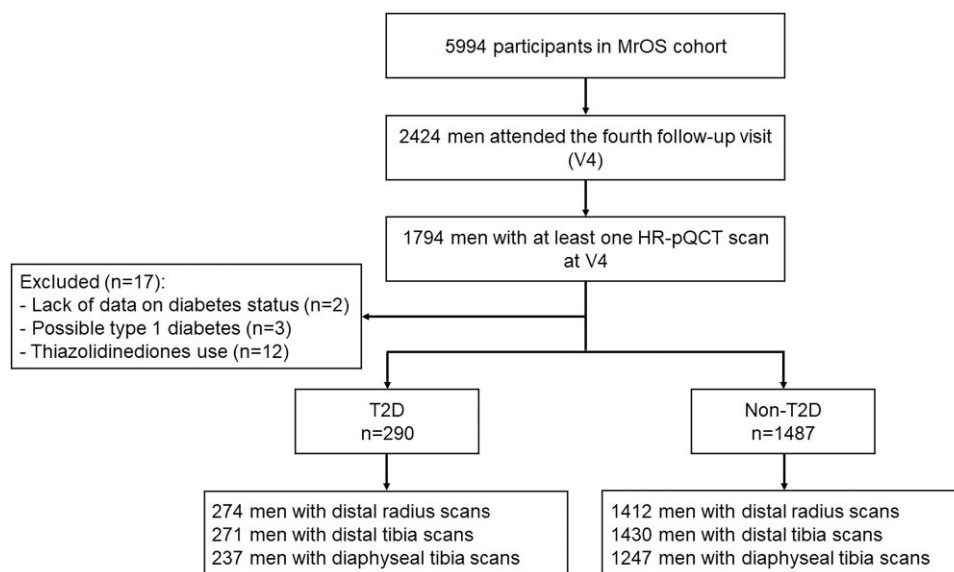 5994 participants in MrOS cohort
2424 men attended the fourth follow-up visit
(V4)
1794 men with at least one HR-pQCT scan
at V4
Excluded (n=17):
- Lack of data on diabetes status (n=2)
- Possible type 1 diabetes (n=3)
- Thiazolidinediones use (n=12)
T2D
n=290
Non-T2D
n=1487
274 men with distal radius scans
271 men with distal tibia scans
237 men with diaphyseal tibia scans
1412 men with distal radius scans
1430 men with distal tibia scans
1247 men with diaphyseal tibia scans